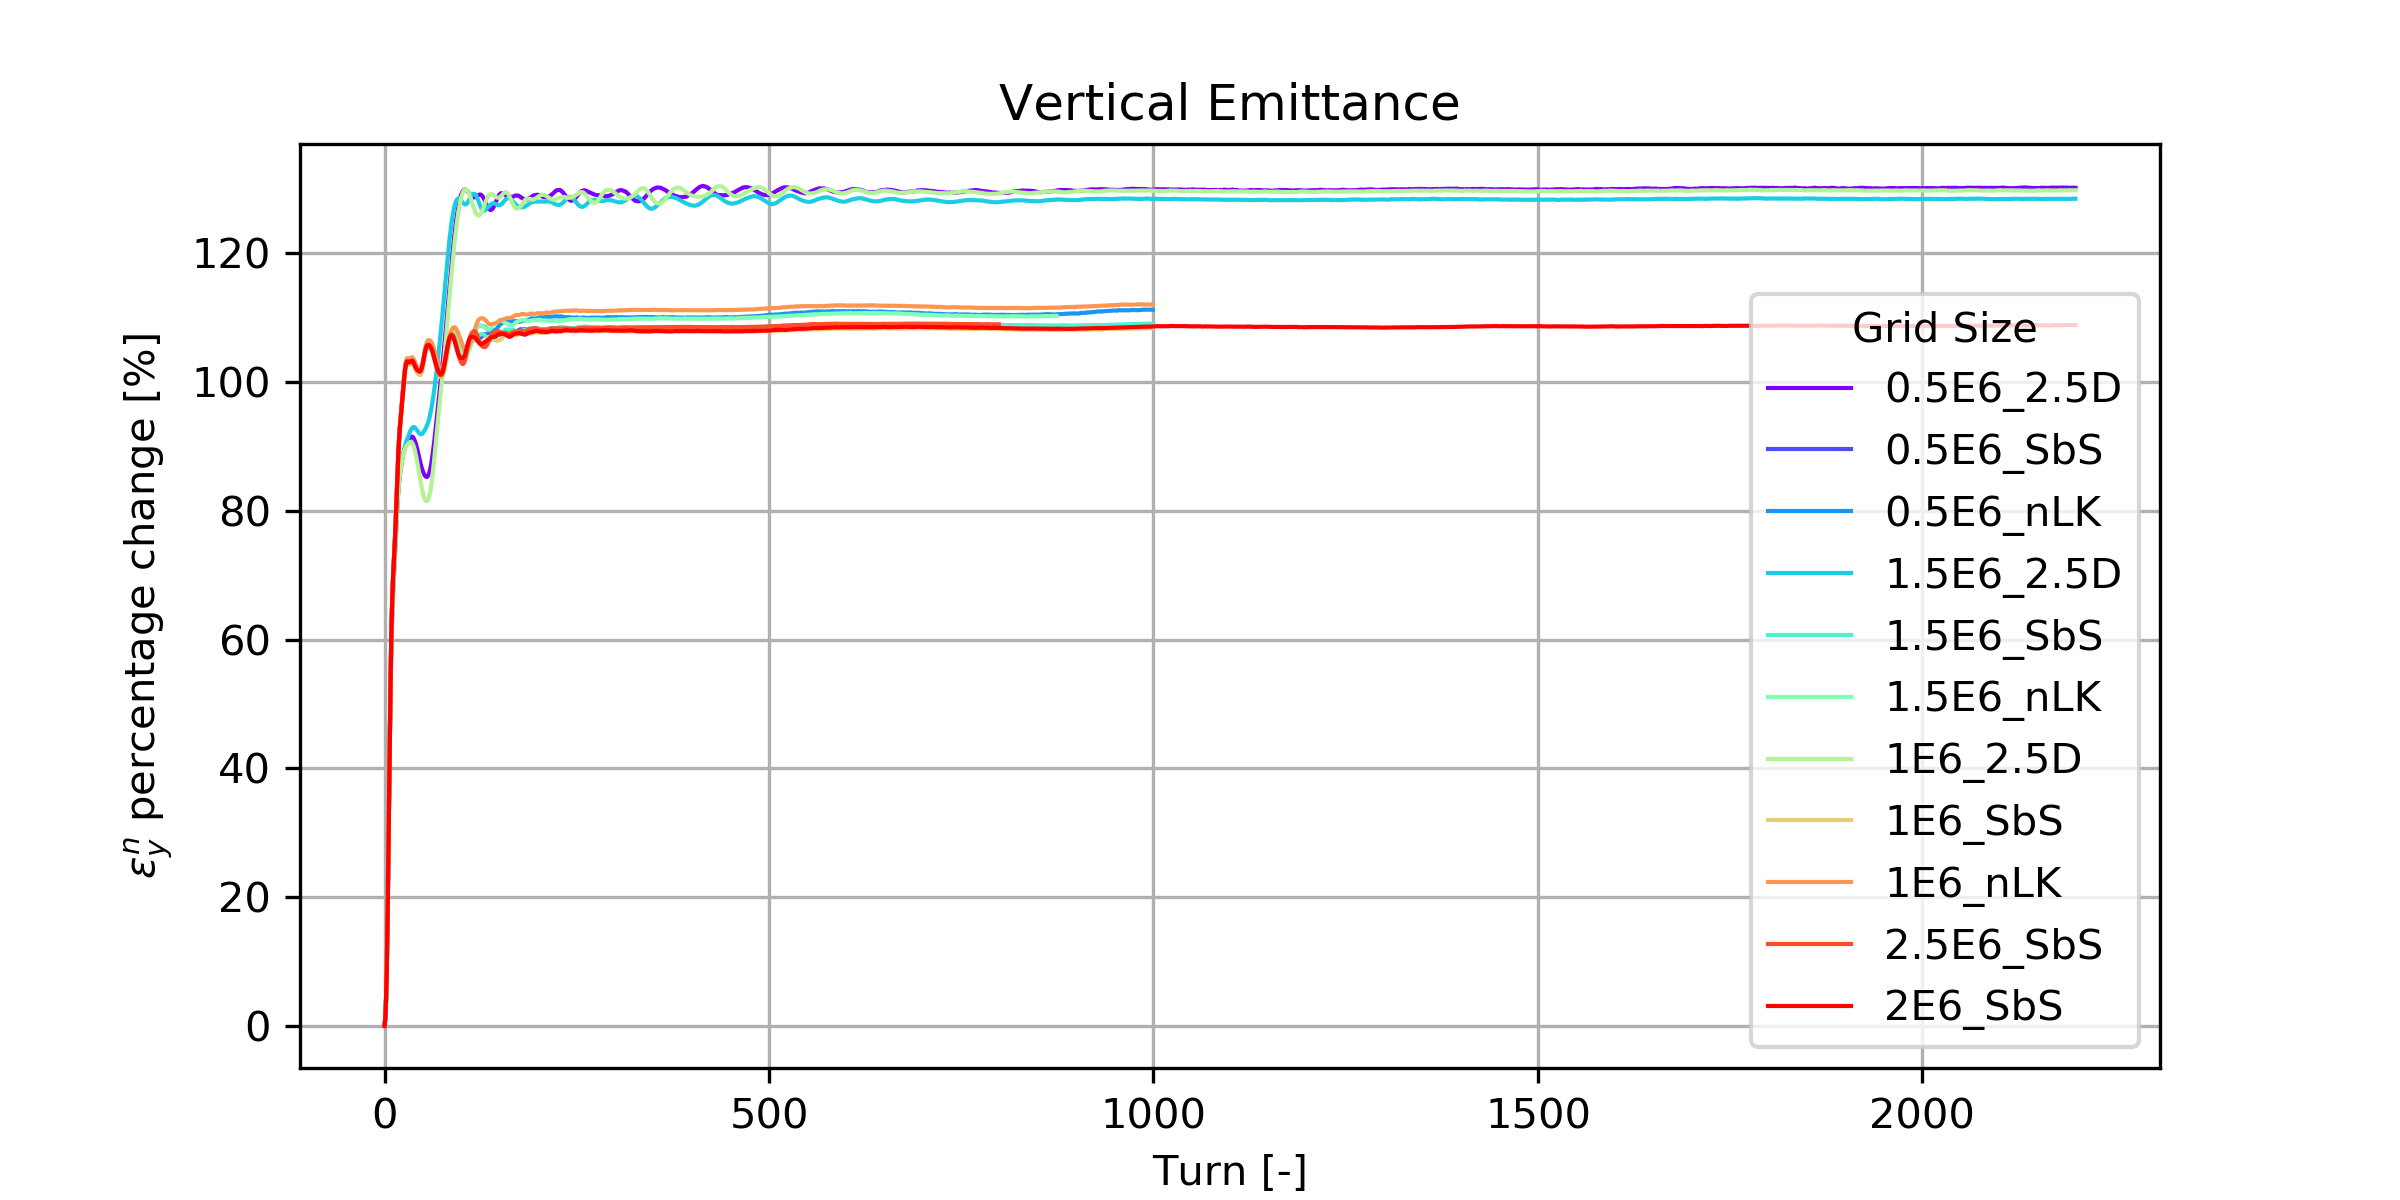 Vertical Emittance
εₙʸ percentage change [%]
120
100
80
60
40
20
0
0 500 1000 1500 2000
Turn [-]
Grid Size
0.5E6_2.5D
0.5E6_SbS
0.5E6_nLK
1.5E6_2.5D
1.5E6_SbS
1.5E6_nLK
1E6_2.5D
1E6_SbS
1E6_nLK
2.5E6_SbS
2E6_SbS